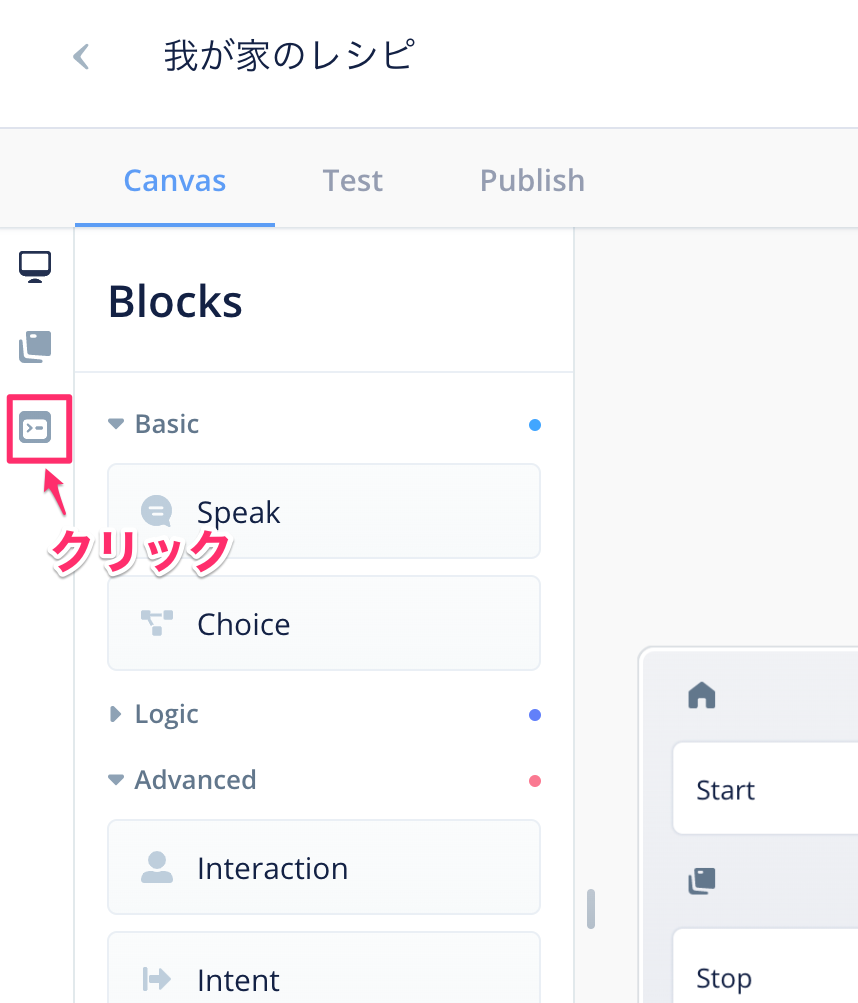 我が家のレシピ
Canvas Test Publish
Blocks
Basic
Speak
クリック
Choice
Logic
Advanced
Start
Interaction
Intent
Stop